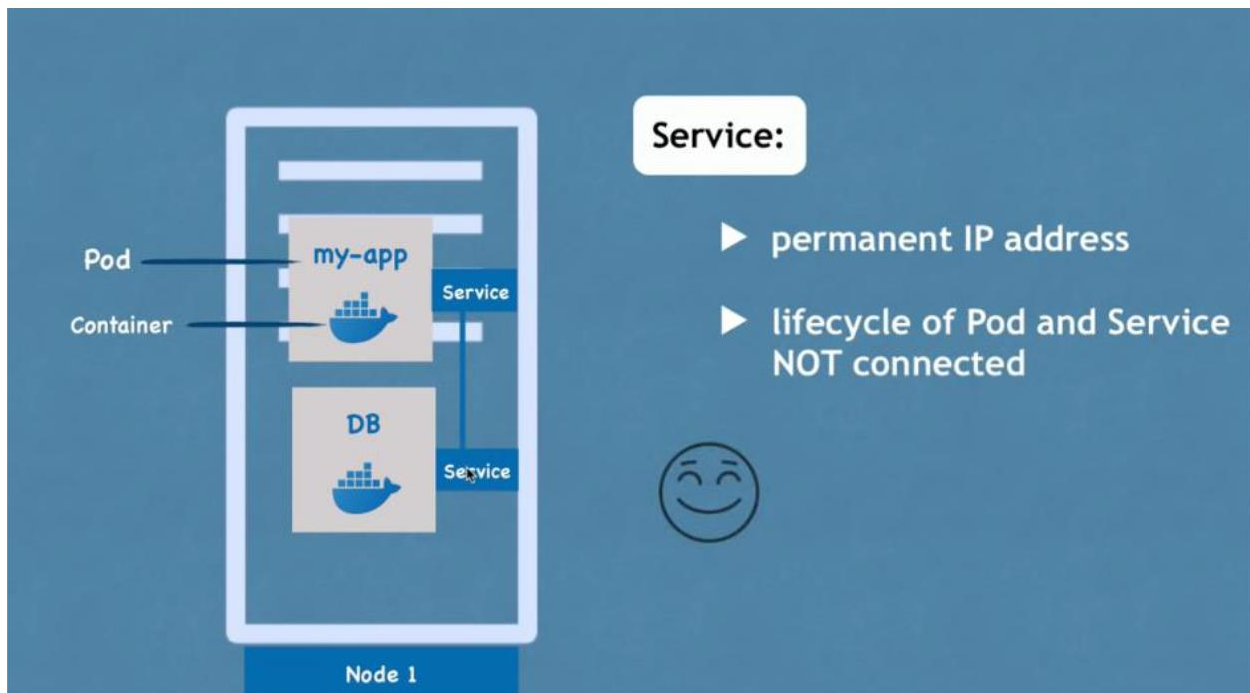 Service:
permanent IP address
Pod
my-app
Service
Container
lifecycle of Pod and Service
NOT connected
DB
Service
Node 1